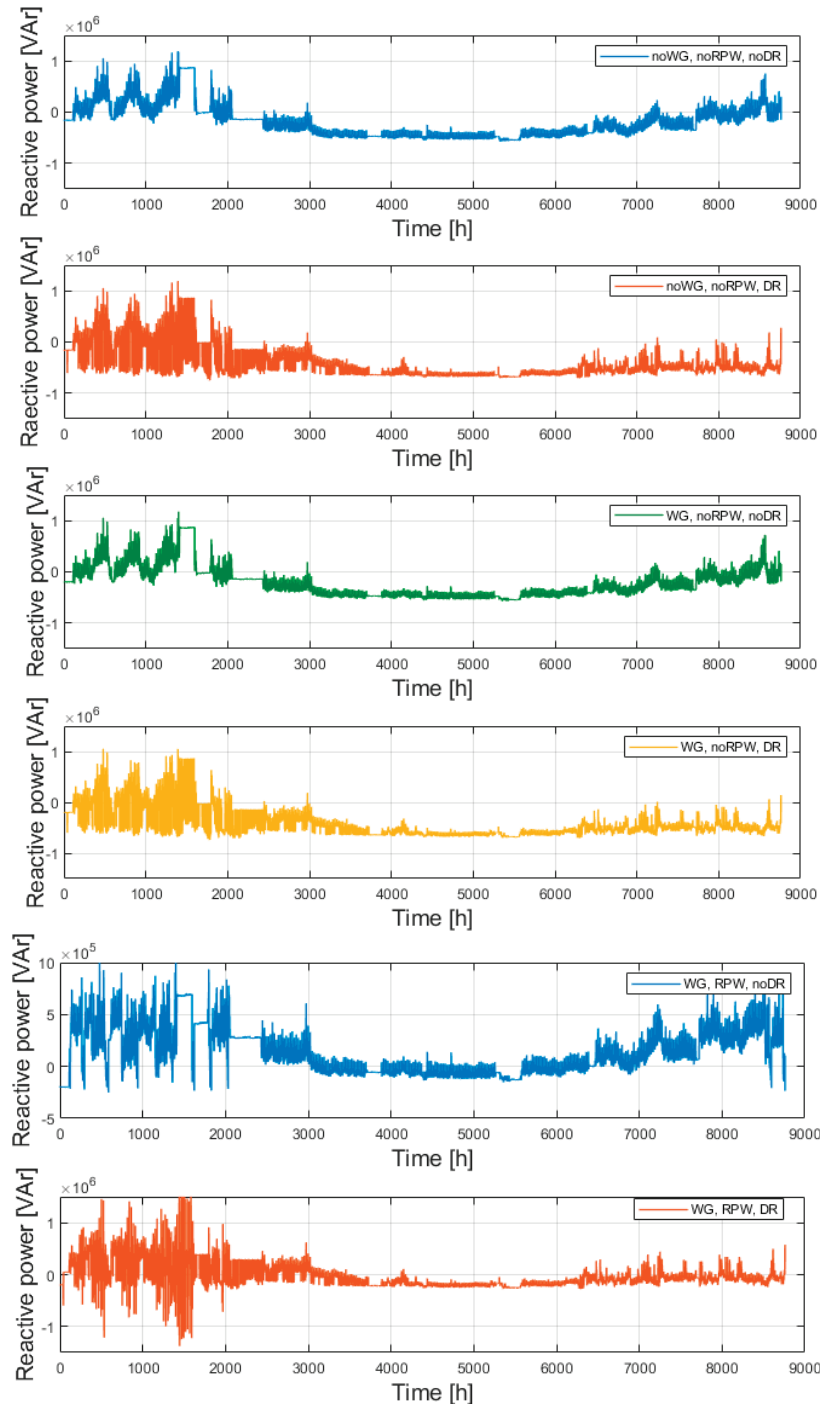 ×10^6
noWG, noRPW, noDR
Reactive power [VAr]
1
0
-1
0 1000 2000 3000 4000 5000 6000 7000 8000 9000
Time [h]
×10^6
noWG, noRPW, DR
Raective power [VAr]
1
0
-1
0 1000 2000 3000 4000 5000 6000 7000 8000 9000
Time [h]
×10^6
WG, noRPW, noDR
Reactive power [VAr]
1
0
-1
0 1000 2000 3000 4000 5000 6000 7000 8000 9000
Time [h]
×10^6
WG, noRPW, DR
Reactive power [VAr]
1
0
-1
0 1000 2000 3000 4000 5000 6000 7000 8000 9000
Time [h]
×10^5
WG, RPW, noDR
Reactive power [VAr]
10
5
0
-5
0 1000 2000 3000 4000 5000 6000 7000 8000 9000
Time [h]
×10^6
WG, RPW, DR
Reactive power [VAr]
1
0
-1
0 1000 2000 3000 4000 5000 6000 7000 8000 9000
Time [h]